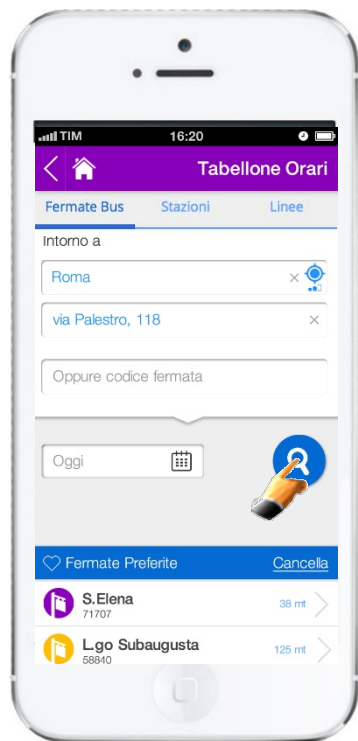 TIM 16:20
Tabellone Orari
Fermate Bus Stazioni Linee
Intorno a
Roma
via Palestro, 118
Oppure codice fermata
Oggi
Fermate Preferite Cancella
S.Elena
71707
38 mt
L.go Subaugusta
58840
125 mt